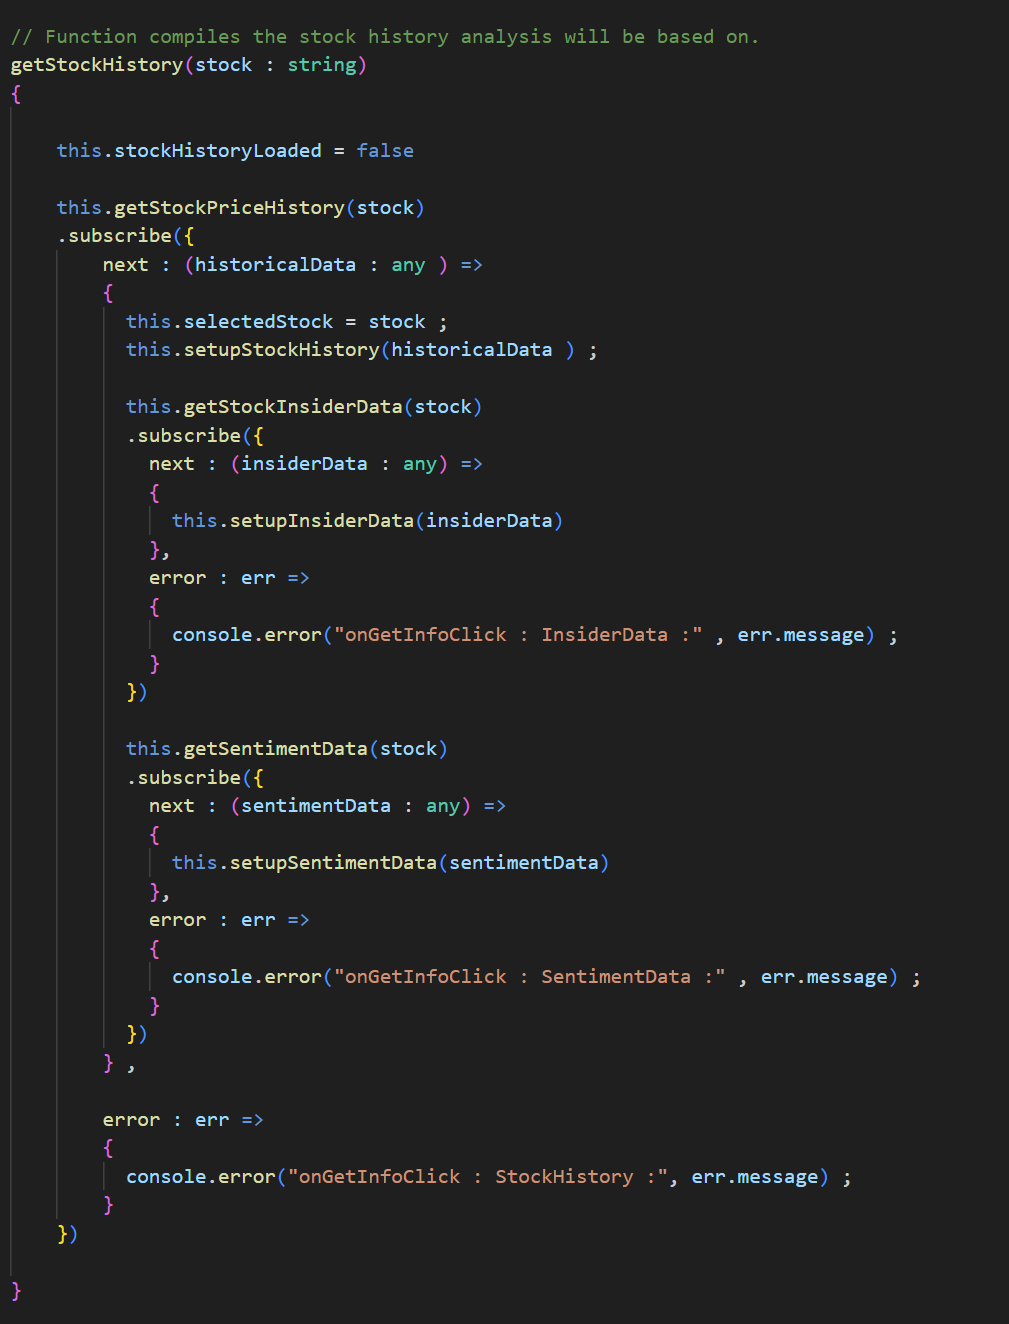 // Function compiles the stock history analysis will be based on.
getStockHistory(stock : string)
{
this.stockHistoryLoaded = false
this.getStockPriceHistory(stock)
.subscribe({
next : (historicalData : any ) =>
{
this.selectedStock = stock ;
this.setupStockHistory(historicalData ) ;
this.getStockInsiderData(stock)
.subscribe({
next : (insiderData : any) =>
{
this.setupInsiderData(insiderData)
},
error : err =>
{
console.error("onGetInfoClick : InsiderData :" , err.message) ;
}
})
this.getSentimentData(stock)
.subscribe({
next : (sentimentData : any) =>
{
this.setupSentimentData(sentimentData)
},
error : err =>
{
console.error("onGetInfoClick : SentimentData :" , err.message) ;
}
})
} ,
error : err =>
{
console.error("onGetInfoClick : StockHistory :", err.message) ;
}
})
}